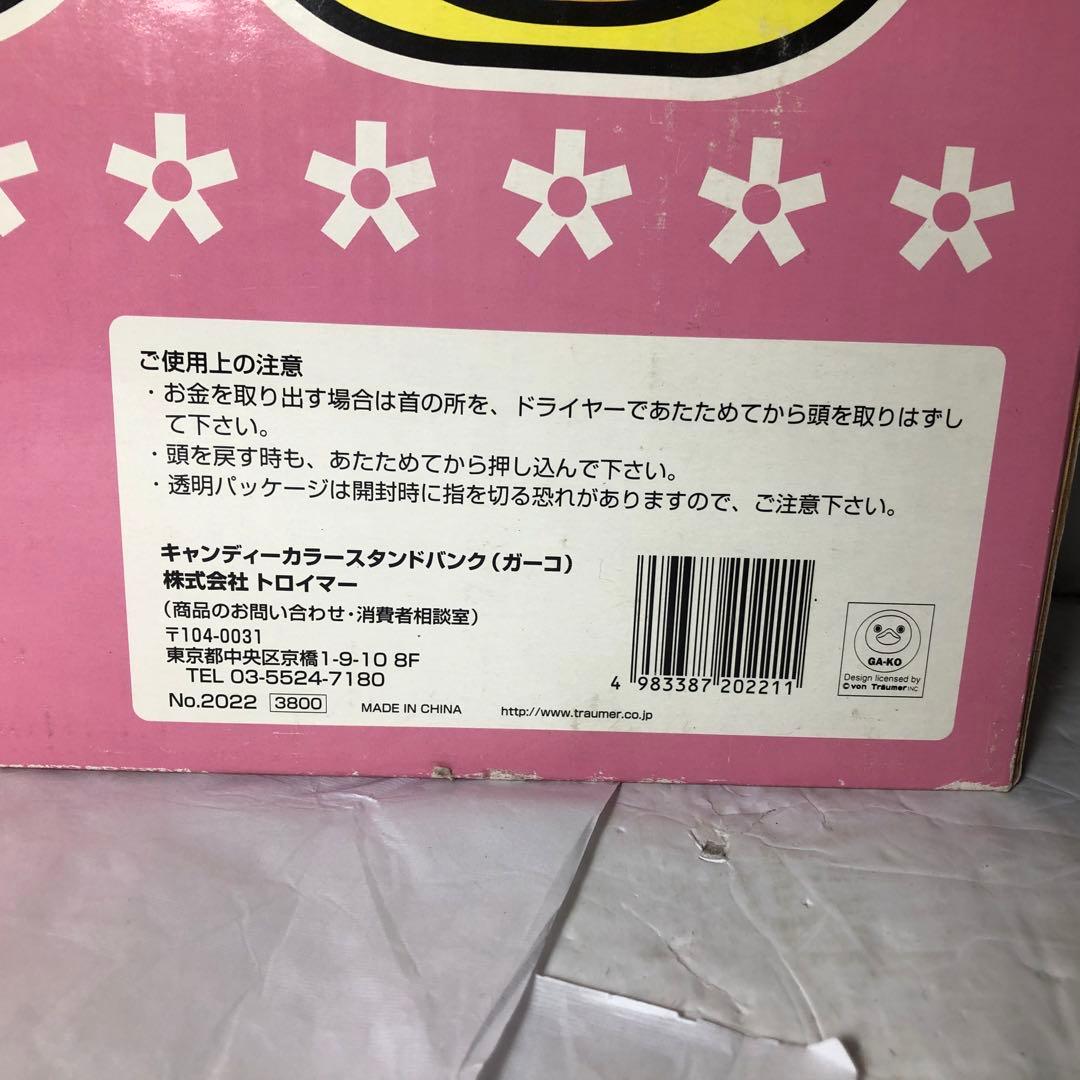 ご使用上の注意
・お金を取り出す場合は首の所を、ドライヤーであたためてから頭を取りはずし
て下さい。
・頭を戻す時も、あたためてから押し込んで下さい。
・透明パッケージは開封時に指を切る恐れがありますので、ご注意下さい。
キャンディーカラースタンドバンク(ガーコ)
株式会社 トロイマー
(商品のお問い合わせ・消費者相談室)
〒104-0031
東京都中央区京橋1-9-10 8F
TEL 03-5524-7180
No.2022 3800 MADE IN CHINA http://www.traumer.co.jp
4 983387 202211
GA-KO
Design licensed by
©von Träumer INC